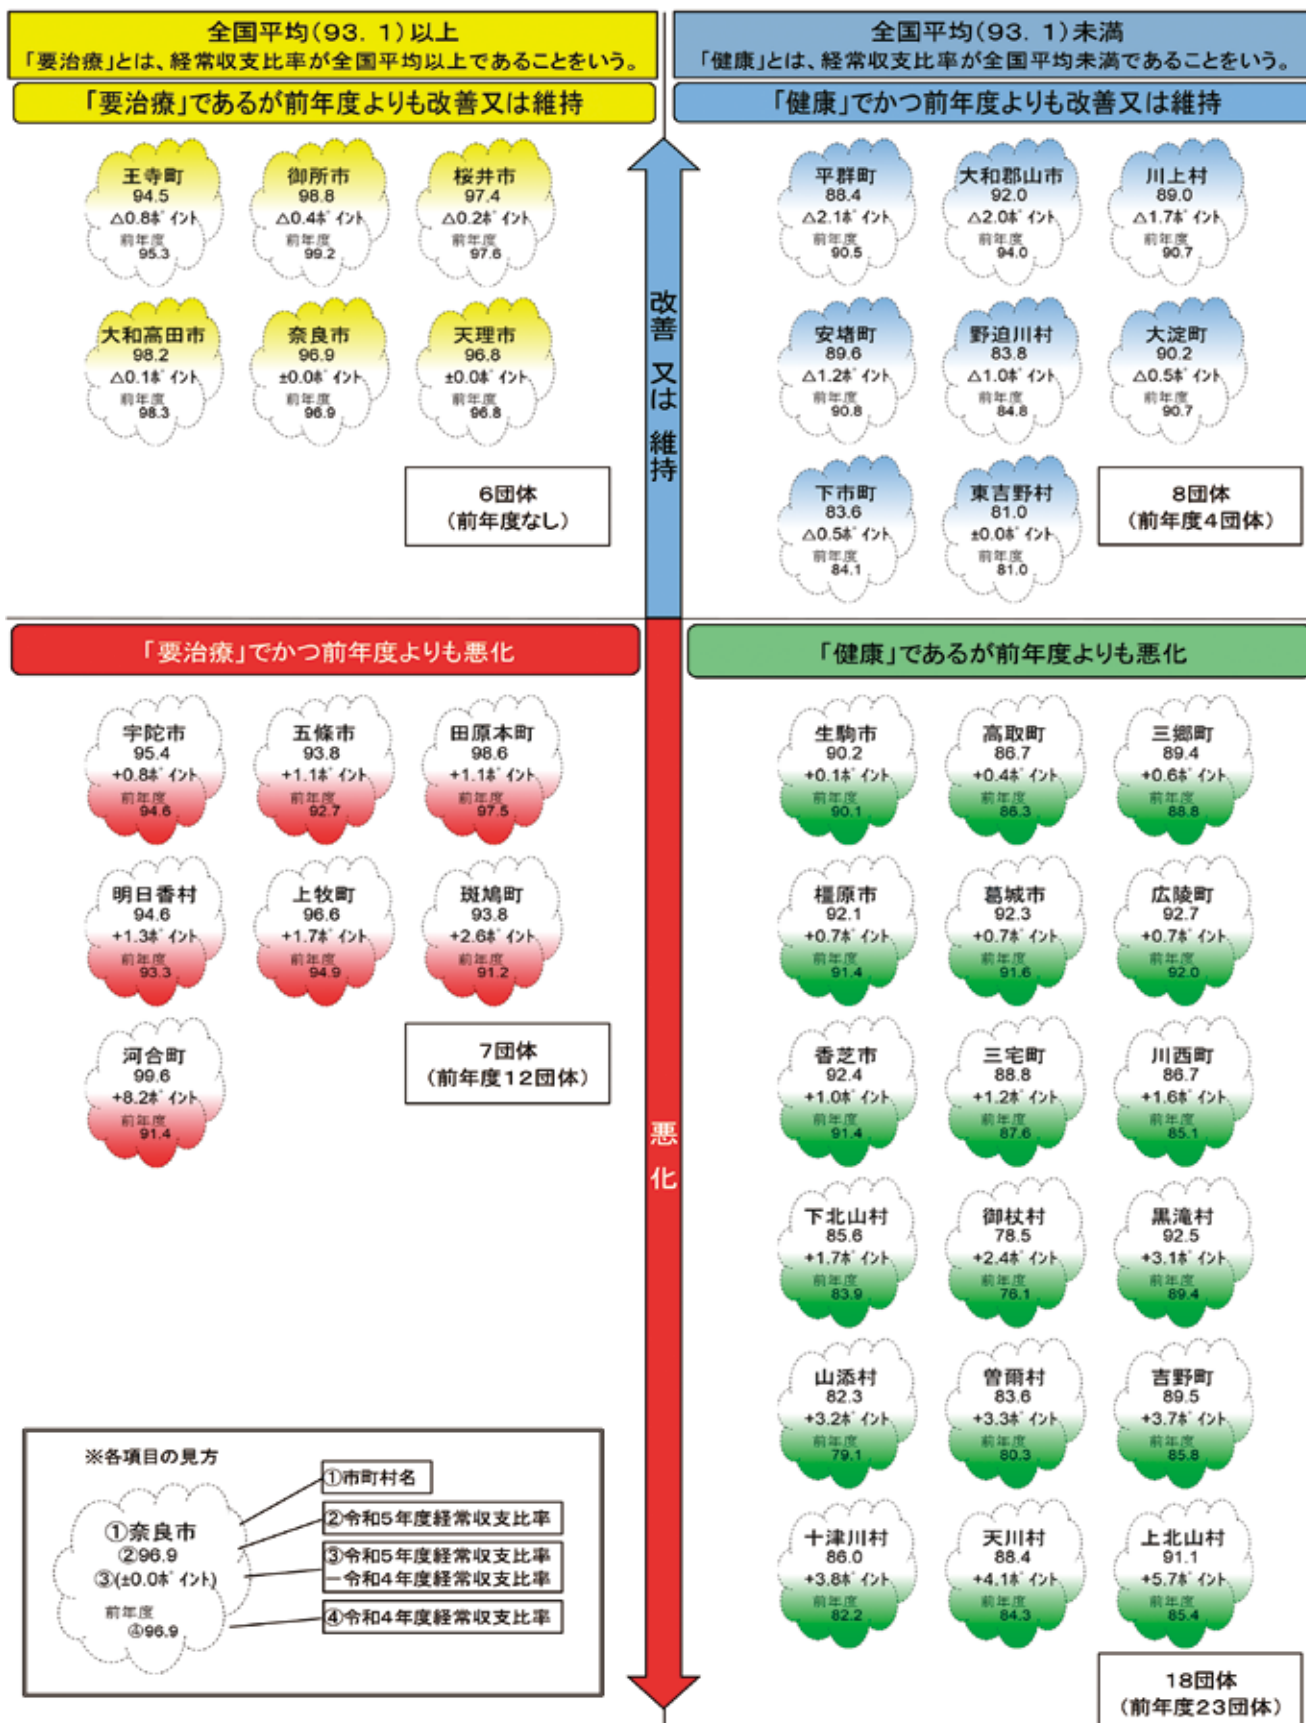 全国平均(93．1)以上
「要治療」とは、経常収支比率が全国平均以上であることをいう。
「要治療」であるが前年度よりも改善又は維持
王寺町
94.5
△0.8ポイント
前年度
95.3
御所市
98.8
△0.4ポイント
前年度
99.2
桜井市
97.4
△0.2ポイント
前年度
97.6
大和高田市
98.2
△0.1ポイント
前年度
98.3
奈良市
96.9
±0.0ポイント
前年度
96.9
天理市
96.8
±0.0ポイント
前年度
96.8
6団体
(前年度なし)
全国平均(93．1)未満
「健康」とは、経常収支比率が全国平均未満であることをいう。
「健康」でかつ前年度よりも改善又は維持
平群町
88.4
△2.1ポイント
前年度
90.5
大和郡山市
92.0
△2.0ポイント
前年度
94.0
川上村
89.0
△1.7ポイント
前年度
90.7
安堵町
89.6
△1.2ポイント
前年度
90.8
野迫川村
83.8
△1.0ポイント
前年度
84.8
大淀町
90.2
△0.5ポイント
前年度
90.7
下市町
83.6
△0.5ポイント
前年度
84.1
東吉野村
81.0
±0.0ポイント
前年度
81.0
8団体
(前年度4団体)
改善又は維持
悪化
「要治療」でかつ前年度よりも悪化
宇陀市
95.4
+0.8ポイント
前年度
94.6
五條市
93.8
+1.1ポイント
前年度
92.7
田原本町
98.6
+1.1ポイント
前年度
97.5
明日香村
94.6
+1.3ポイント
前年度
93.3
上牧町
96.6
+1.7ポイント
前年度
94.9
斑鳩町
93.8
+2.6ポイント
前年度
91.2
河合町
99.6
+8.2ポイント
前年度
91.4
7団体
(前年度12団体)
「健康」であるが前年度よりも悪化
生駒市
90.2
+0.1ポイント
前年度
90.1
高取町
86.7
+0.4ポイント
前年度
86.3
三郷町
89.4
+0.6ポイント
前年度
88.8
橿原市
92.1
+0.7ポイント
前年度
91.4
葛城市
92.3
+0.7ポイント
前年度
91.6
広陵町
92.7
+0.7ポイント
前年度
92.0
香芝市
92.4
+1.0ポイント
前年度
91.4
三宅町
88.8
+1.2ポイント
前年度
87.6
川西町
86.7
+1.6ポイント
前年度
85.1
下北山村
85.6
+1.7ポイント
前年度
83.9
御杖村
78.5
+2.4ポイント
前年度
76.1
黒滝村
92.5
+3.1ポイント
前年度
89.4
山添村
82.3
+3.2ポイント
前年度
79.1
曽爾村
83.6
+3.3ポイント
前年度
80.3
吉野町
89.5
+3.7ポイント
前年度
85.8
十津川村
86.0
+3.8ポイント
前年度
82.2
天川村
88.4
+4.1ポイント
前年度
84.3
上北山村
91.1
+5.7ポイント
前年度
85.4
18団体
(前年度23団体)
※各項目の見方
①奈良市
②96.9
③(±0.0ポイント)
前年度
④96.9
①市町村名
②令和5年度経常収支比率
③令和5年度経常収支比率
－令和4年度経常収支比率
④令和4年度経常収支比率